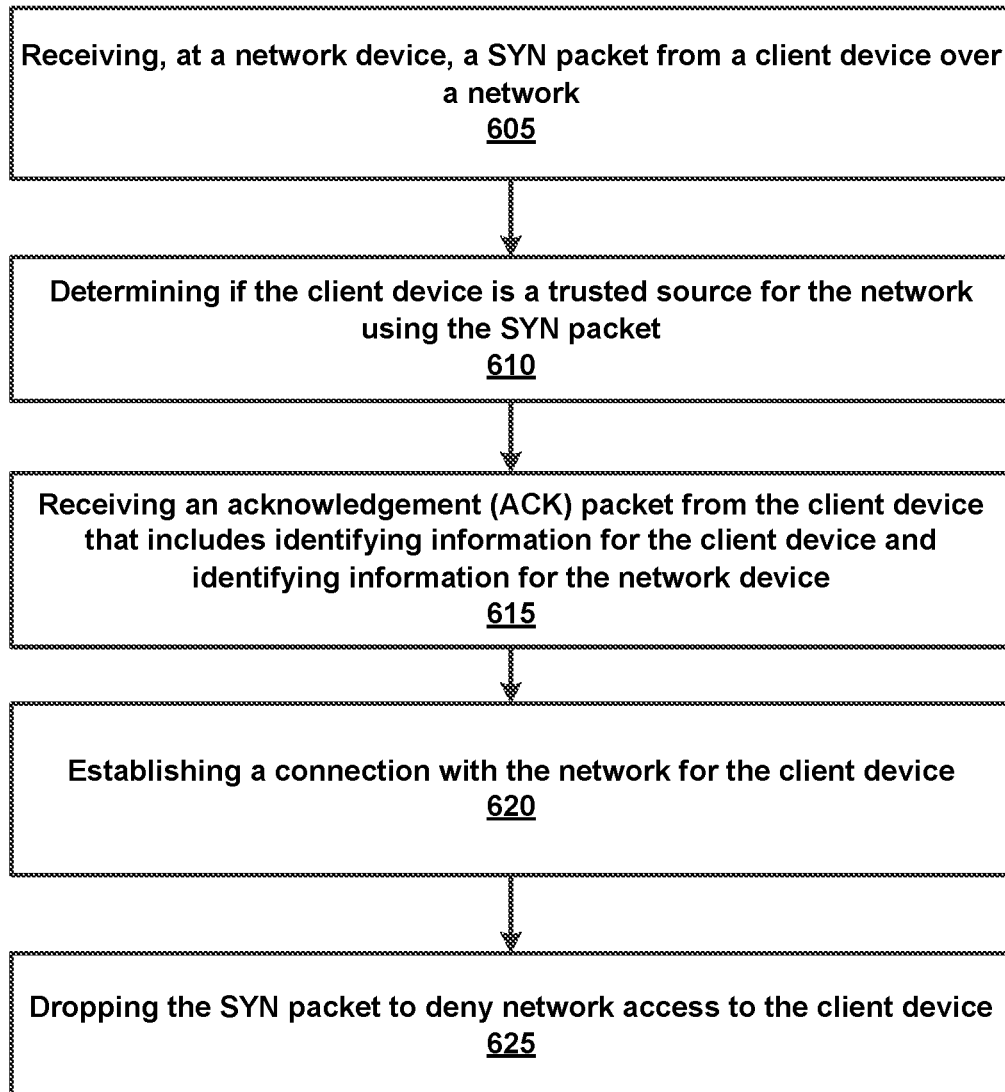 Receiving, at a network device, a SYN packet from a client device over
a network
605
Determining if the client device is a trusted source for the network
using the SYN packet
610
Receiving an acknowledgement (ACK) packet from the client device
that includes identifying information for the client device and
identifying information for the network device
615
Establishing a connection with the network for the client device
620
Dropping the SYN packet to deny network access to the client device
625